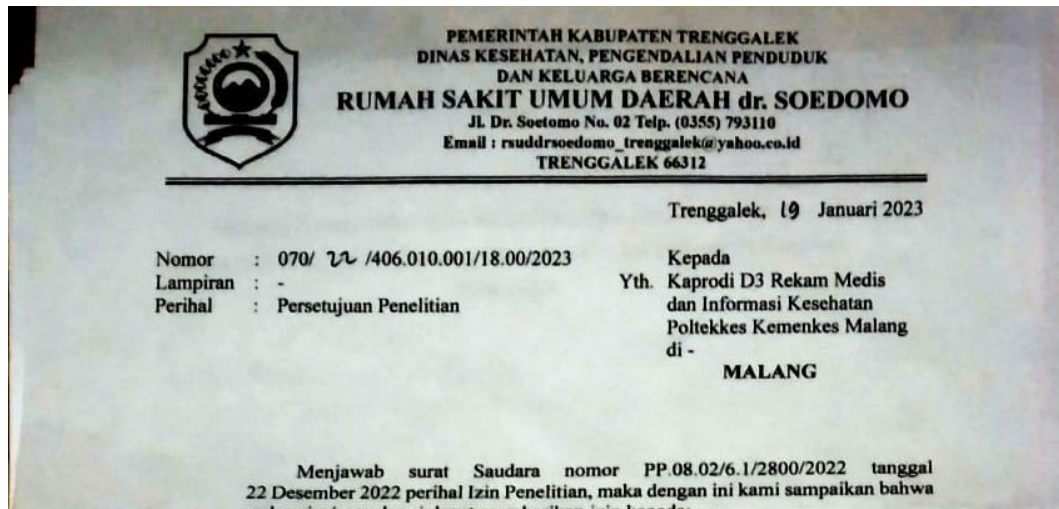 PEMERINTAH KABUPATEN TRENGGALEK
DINAS KESEHATAN, PENGENDALIAN PENDUDUK
DAN KELUARGA BERENCANA
RUMAH SAKIT UMUM DAERAH dr. SOEDOMO
Jl. Dr. Soetomo No. 02 Telp. (0355) 793110
Email : rsuddrsoedomo_trenggalek@yahoo.co.id
TRENGGALEK 66312
Trenggalek, 19 Januari 2023
Nomor : 070/ 22 /406.010.001/18.00/2023
Lampiran : -
Perihal : Persetujuan Penelitian
Kepada
Yth. Kaprodi D3 Rekam Medis
dan Informasi Kesehatan
Poltekkes Kemenkes Malang
di -
MALANG
Menjawab surat Saudara nomor PP.08.02/6.1/2800/2022 tanggal
22 Desember 2022 perihal Izin Penelitian, maka dengan ini kami sampaikan bahwa